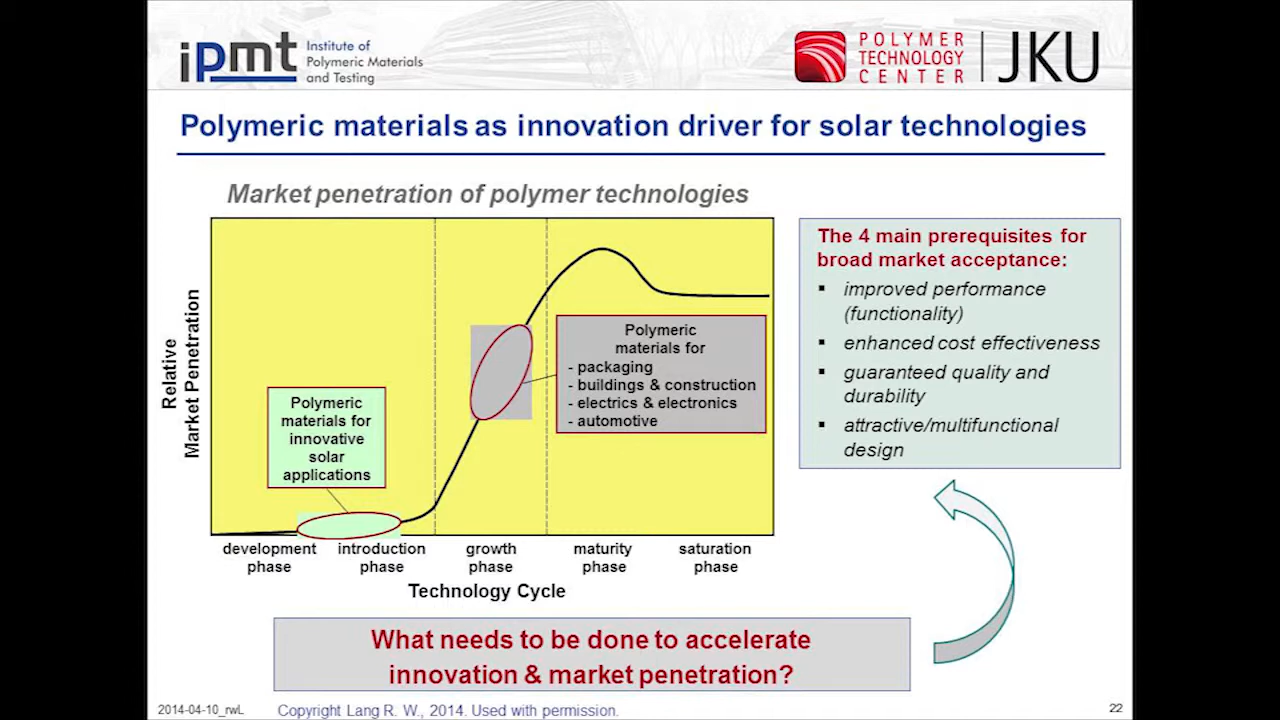 ipmt
Institute of
Polymeric Materials
and Testing
POLYMER
TECHNOLOGY
CENTER
JKU
Polymeric materials as innovation driver for solar technologies
Market penetration of polymer technologies
Relative
Market Penetration
Polymeric
materials for
innovative
solar
applications
Polymeric
materials for
- packaging
- buildings & construction
- electrics & electronics
- automotive
development
phase
introduction
phase
growth
phase
maturity
phase
saturation
phase
Technology Cycle
The 4 main prerequisites for
broad market acceptance:
▪ improved performance
(functionality)
▪ enhanced cost effectiveness
▪ guaranteed quality and
durability
▪ attractive/multifunctional
design
What needs to be done to accelerate
innovation & market penetration?
2014-04-10_rwL
Copyright Lang R. W., 2014. Used with permission.
22